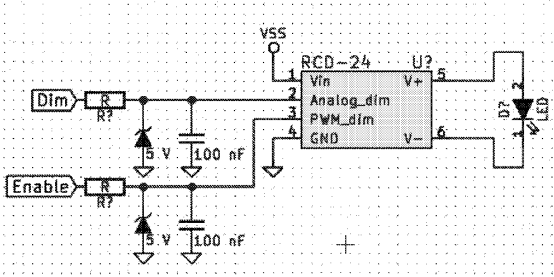 VSS
RCD-24 U?
1 Vin V+ 5
2 Analog_dim
3 PWM_dim
4 GND V- 6
Dim R
R?
5 V 100 nF
Enable R
R?
5 V 100 nF
D? 1 2 LED